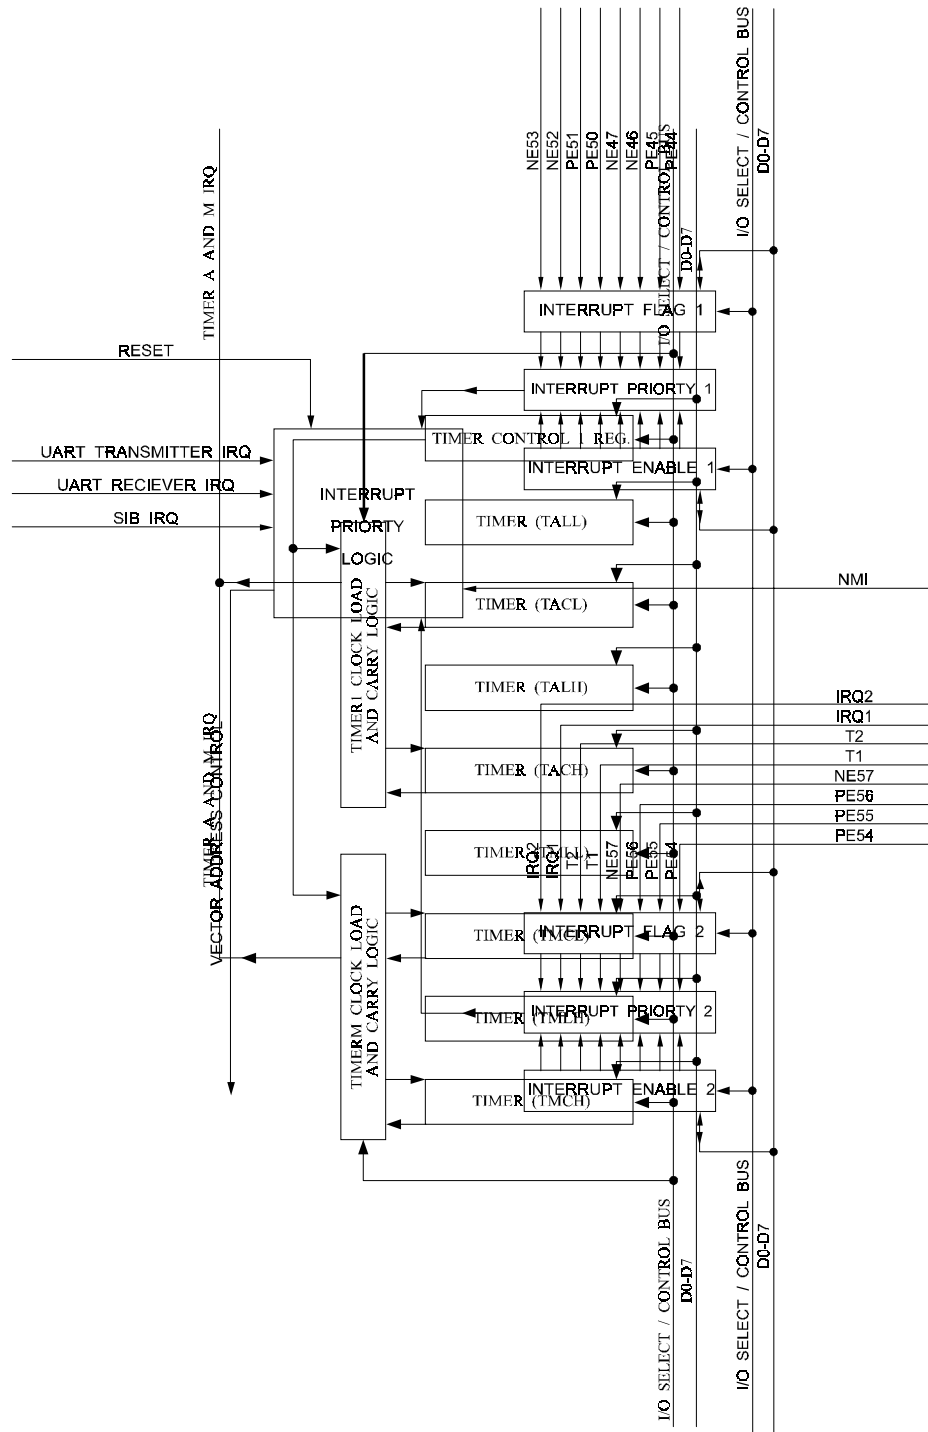 I/O SELECT / CONTROL BUS
D0-D7
NE53
NE52
PE51
PE50
NE47
NE46
PE45
PE44
I/O SELECT / CONTROL BUS
D0-D7
TIMER A AND M IRQ
INTERRUPT FLAG 1
RESET
INTERRUPT PRIORTY 1
TIMER CONTROL 1 REG.
UART TRANSMITTER IRQ
INTERRUPT ENABLE 1
UART RECIEVER IRQ
INTERRUPT
PRIORTY
LOGIC
SIB IRQ
TIMER (TALL)
NMI
TIMER (TACL)
TIMER1 CLOCK LOAD
AND CARRY LOGIC
TIMER (TALH)
IRQ2
IRQ1
T2
T1
NE57
PE56
PE55
PE54
TIMER (TACH)
TIMER A AND M IRQ
VECTOR ADDRESS CONTROL
TIMER (TMLL)
IRQ2
IRQ1
T2
T1
NE57
PE56
PE55
PE54
INTERRUPT FLAG 2
TIMER (TMCL)
TIMERM CLOCK LOAD
AND CARRY LOGIC
INTERRUPT PRIORTY 2
TIMER (TMLH)
INTERRUPT ENABLE 2
TIMER (TMCH)
I/O SELECT / CONTROL BUS
D0-D7
I/O SELECT / CONTROL BUS
D0-D7